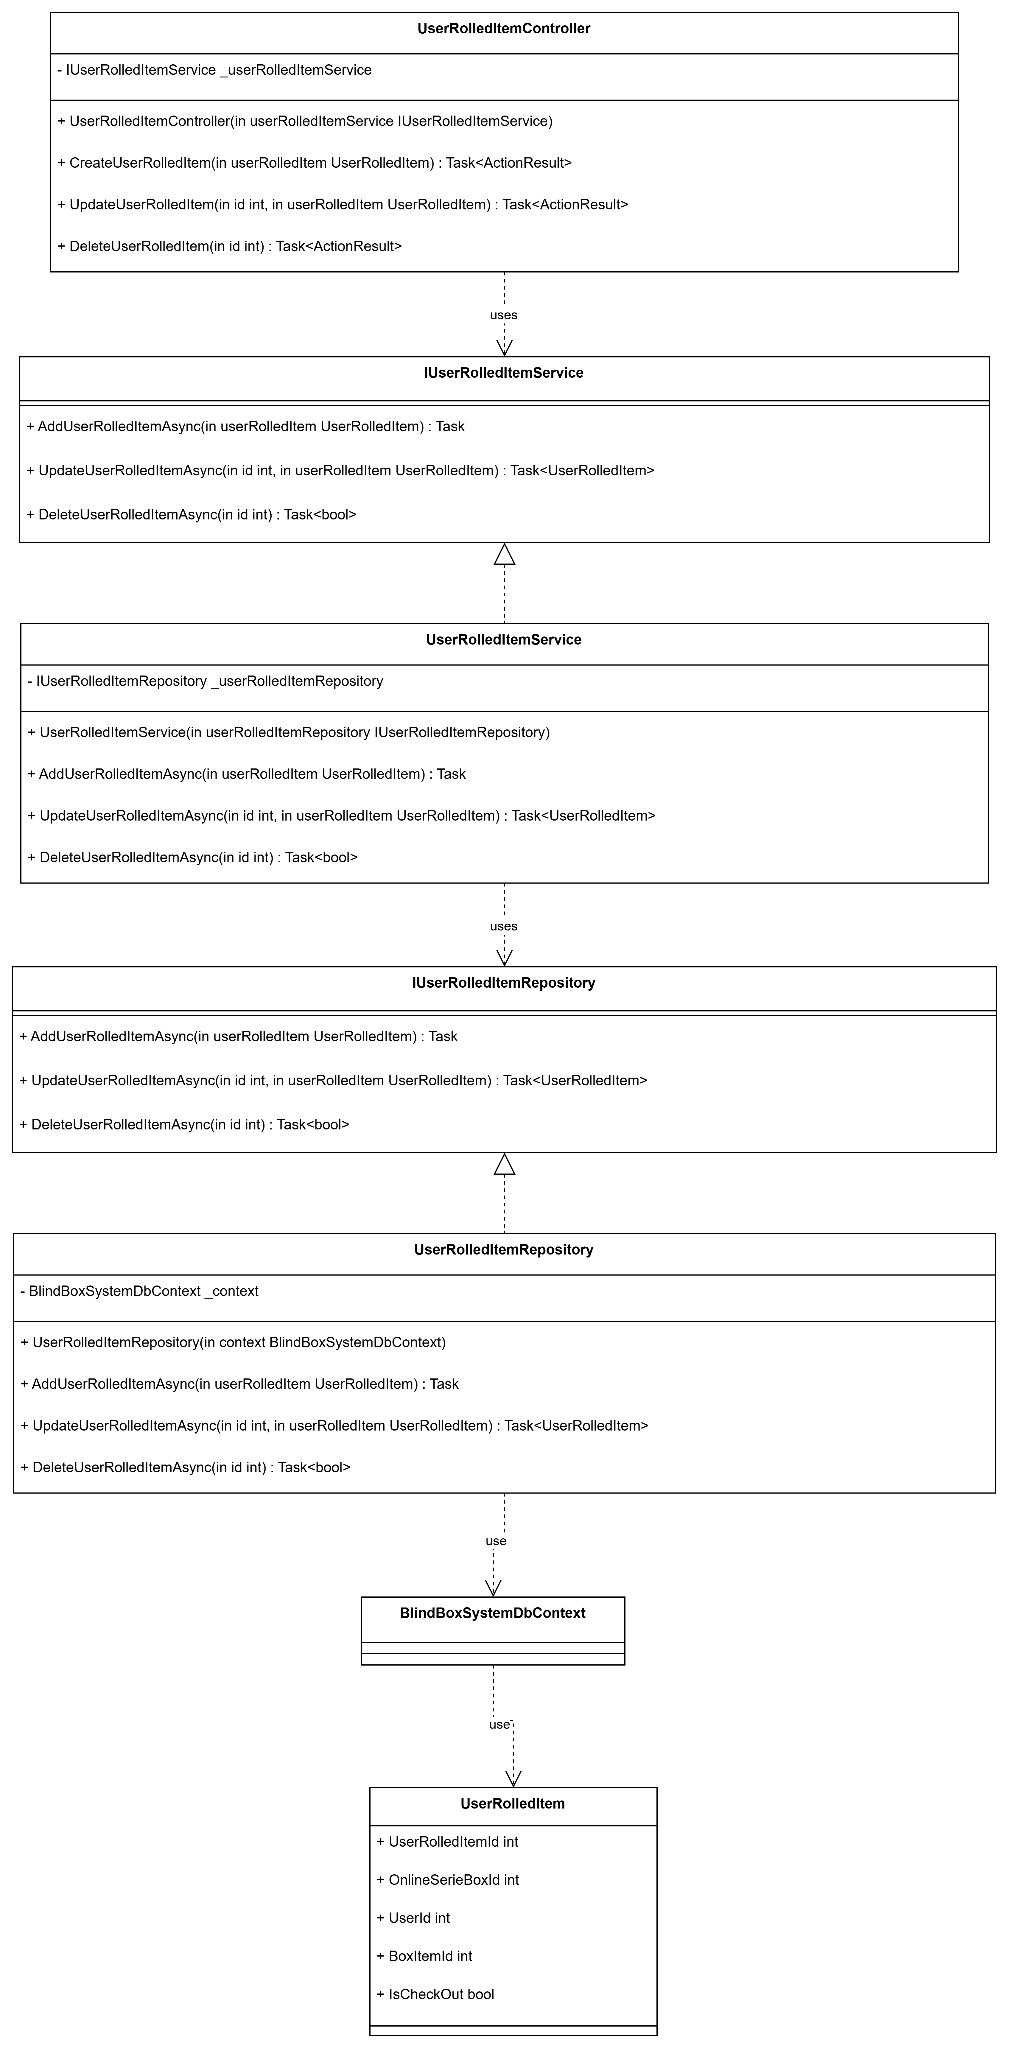 UserRolledItemController
- IUserRolledItemService _userRolledItemService
+ UserRolledItemController(in userRolledItemService IUserRolledItemService)
+ CreateUserRolledItem(in userRolledItem UserRolledItem) : Task<ActionResult>
+ UpdateUserRolledItem(in id int, in userRolledItem UserRolledItem) : Task<ActionResult>
+ DeleteUserRolledItem(in id int) : Task<ActionResult>
uses
IUserRolledItemService
+ AddUserRolledItemAsync(in userRolledItem UserRolledItem) : Task
+ UpdateUserRolledItemAsync(in id int, in userRolledItem UserRolledItem) : Task<UserRolledItem>
+ DeleteUserRolledItemAsync(in id int) : Task<bool>
UserRolledItemService
- IUserRolledItemRepository _userRolledItemRepository
+ UserRolledItemService(in userRolledItemRepository IUserRolledItemRepository)
+ AddUserRolledItemAsync(in userRolledItem UserRolledItem) : Task
+ UpdateUserRolledItemAsync(in id int, in userRolledItem UserRolledItem) : Task<UserRolledItem>
+ DeleteUserRolledItemAsync(in id int) : Task<bool>
uses
IUserRolledItemRepository
+ AddUserRolledItemAsync(in userRolledItem UserRolledItem) : Task
+ UpdateUserRolledItemAsync(in id int, in userRolledItem UserRolledItem) : Task<UserRolledItem>
+ DeleteUserRolledItemAsync(in id int) : Task<bool>
UserRolledItemRepository
- BlindBoxSystemDbContext _context
+ UserRolledItemRepository(in context BlindBoxSystemDbContext)
+ AddUserRolledItemAsync(in userRolledItem UserRolledItem) : Task
+ UpdateUserRolledItemAsync(in id int, in userRolledItem UserRolledItem) : Task<UserRolledItem>
+ DeleteUserRolledItemAsync(in id int) : Task<bool>
use
BlindBoxSystemDbContext
use
UserRolledItem
+ UserRolledItemId int
+ OnlineSerieBoxId int
+ UserId int
+ BoxItemId int
+ IsCheckOut bool